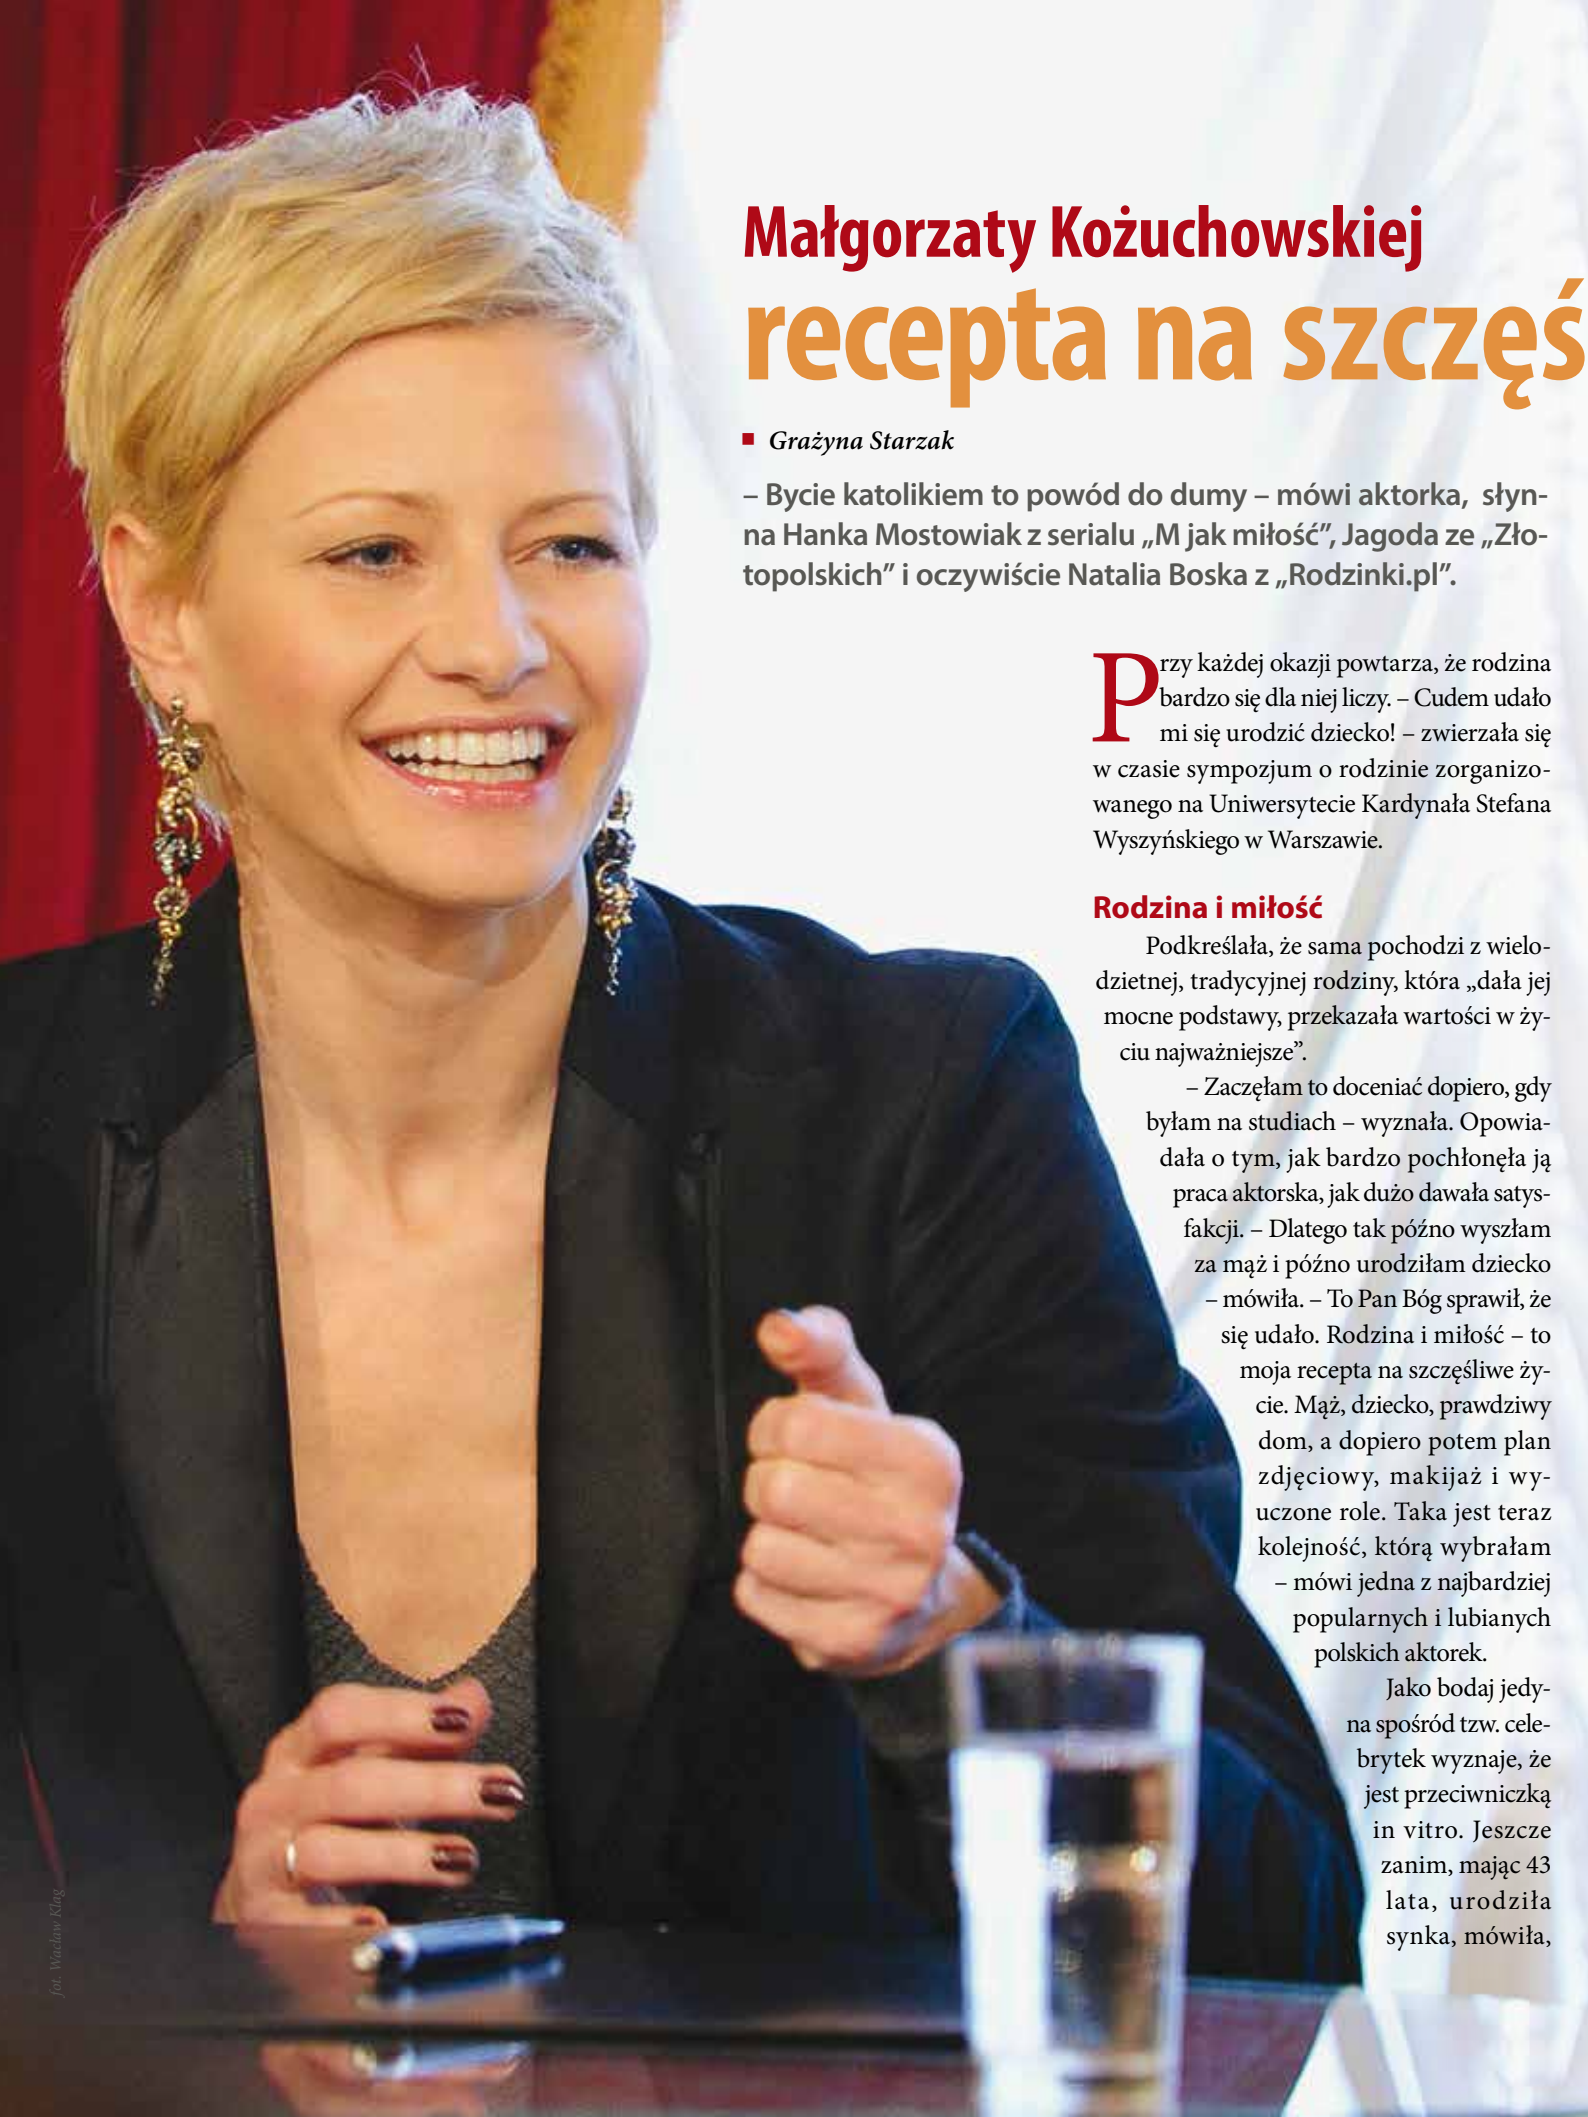 Małgorzaty Kożuchowskiej
recepta na szczęś
Grażyna Starzak
– Bycie katolikiem to powód do dumy – mówi aktorka, słyn-
na Hanka Mostowiak z serialu „M jak miłość”, Jagoda ze „Zło-
topolskich” i oczywiście Natalia Boska z „Rodzinki.pl”.
Przy każdej okazji powtarza, że rodzina
bardzo się dla niej liczy. – Cudem udało
mi się urodzić dziecko! – zwierzała się
w czasie sympozjum o rodzinie zorganizo-
wanego na Uniwersytecie Kardynała Stefana
Wyszyńskiego w Warszawie.
Rodzina i miłość
Podkreślała, że sama pochodzi z wielo-
dzietnej, tradycyjnej rodziny, która „dała jej
mocne podstawy, przekazała wartości w ży-
ciu najważniejsze”.
– Zaczęłam to doceniać dopiero, gdy
byłam na studiach – wyznała. Opowia-
dała o tym, jak bardzo pochłonęła ją
praca aktorska, jak dużo dawała satys-
fakcji. – Dlatego tak późno wyszłam
za mąż i późno urodziłam dziecko
– mówiła. – To Pan Bóg sprawił, że
się udało. Rodzina i miłość – to
moja recepta na szczęśliwe ży-
cie. Mąż, dziecko, prawdziwy
dom, a dopiero potem plan
zdjęciowy, makijaż i wy-
uczone role. Taka jest teraz
kolejność, którą wybrałam
– mówi jedna z najbardziej
popularnych i lubianych
polskich aktorek.
Jako bodaj jedy-
na spośród tzw. cele-
brytek wyznaje, że
jest przeciwniczką
in vitro. Jeszcze
zanim, mając 43
lata, urodziła
synka, mówiła,
fot. Wacław Klag